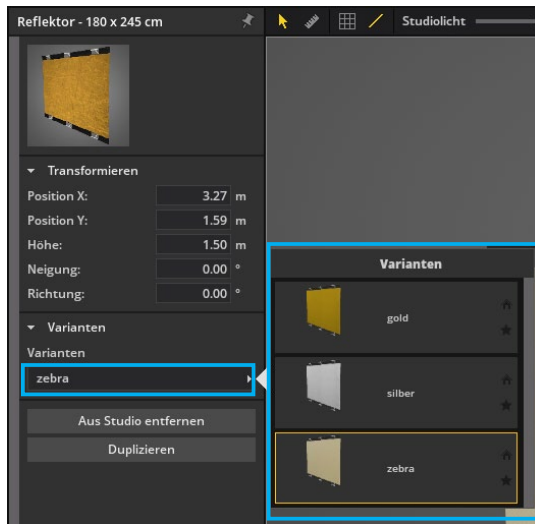 Reflektor - 180 x 245 cm
Studiolicht
Transformieren
Position X: 3.27 m
Position Y: 1.59 m
Höhe: 1.50 m
Neigung: 0.00 °
Richtung: 0.00 °
Varianten
Varianten
zebra
Aus Studio entfernen
Duplizieren
Varianten
gold
silber
zebra